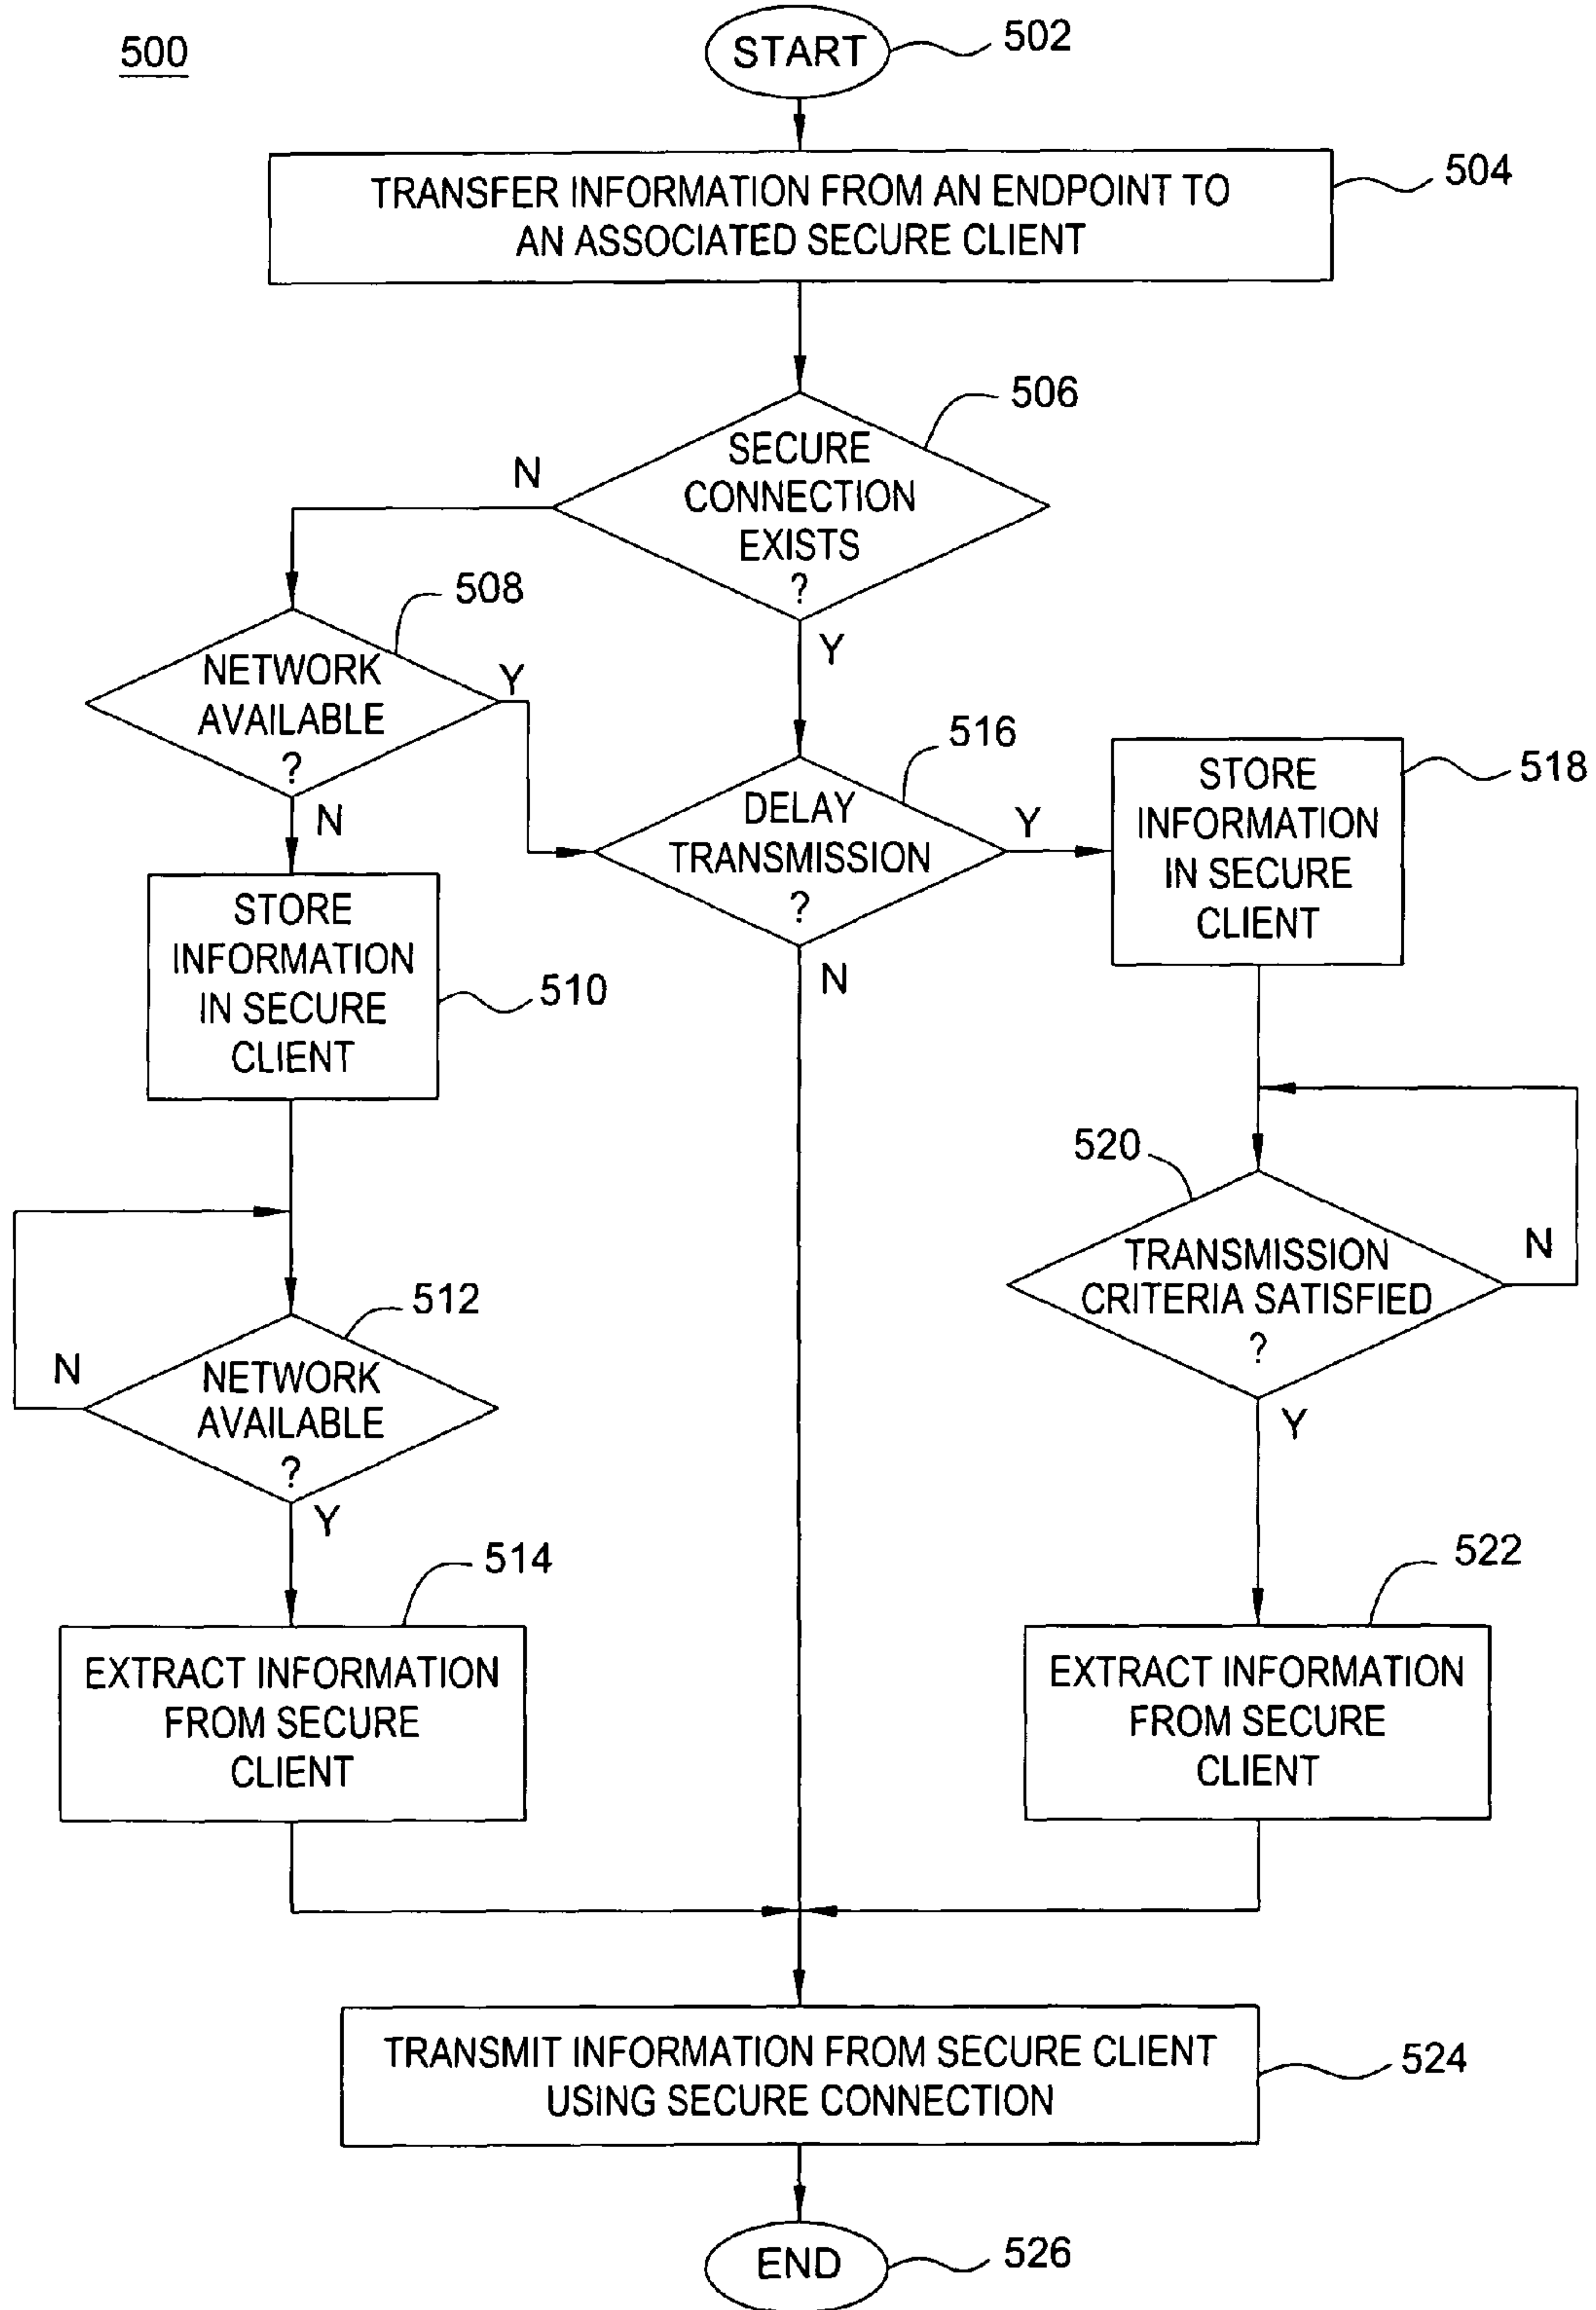 500
START
502
TRANSFER INFORMATION FROM AN ENDPOINT TO
AN ASSOCIATED SECURE CLIENT
504
506
SECURE
CONNECTION
EXISTS
?
N
Y
508
NETWORK
AVAILABLE
?
Y
N
516
DELAY
TRANSMISSION
?
Y
N
518
STORE
INFORMATION
IN SECURE
CLIENT
STORE
INFORMATION
IN SECURE
CLIENT
510
520
TRANSMISSION
CRITERIA SATISFIED
?
N
Y
512
NETWORK
AVAILABLE
?
N
Y
514
EXTRACT INFORMATION
FROM SECURE
CLIENT
522
EXTRACT INFORMATION
FROM SECURE
CLIENT
TRANSMIT INFORMATION FROM SECURE CLIENT
USING SECURE CONNECTION
524
END
526